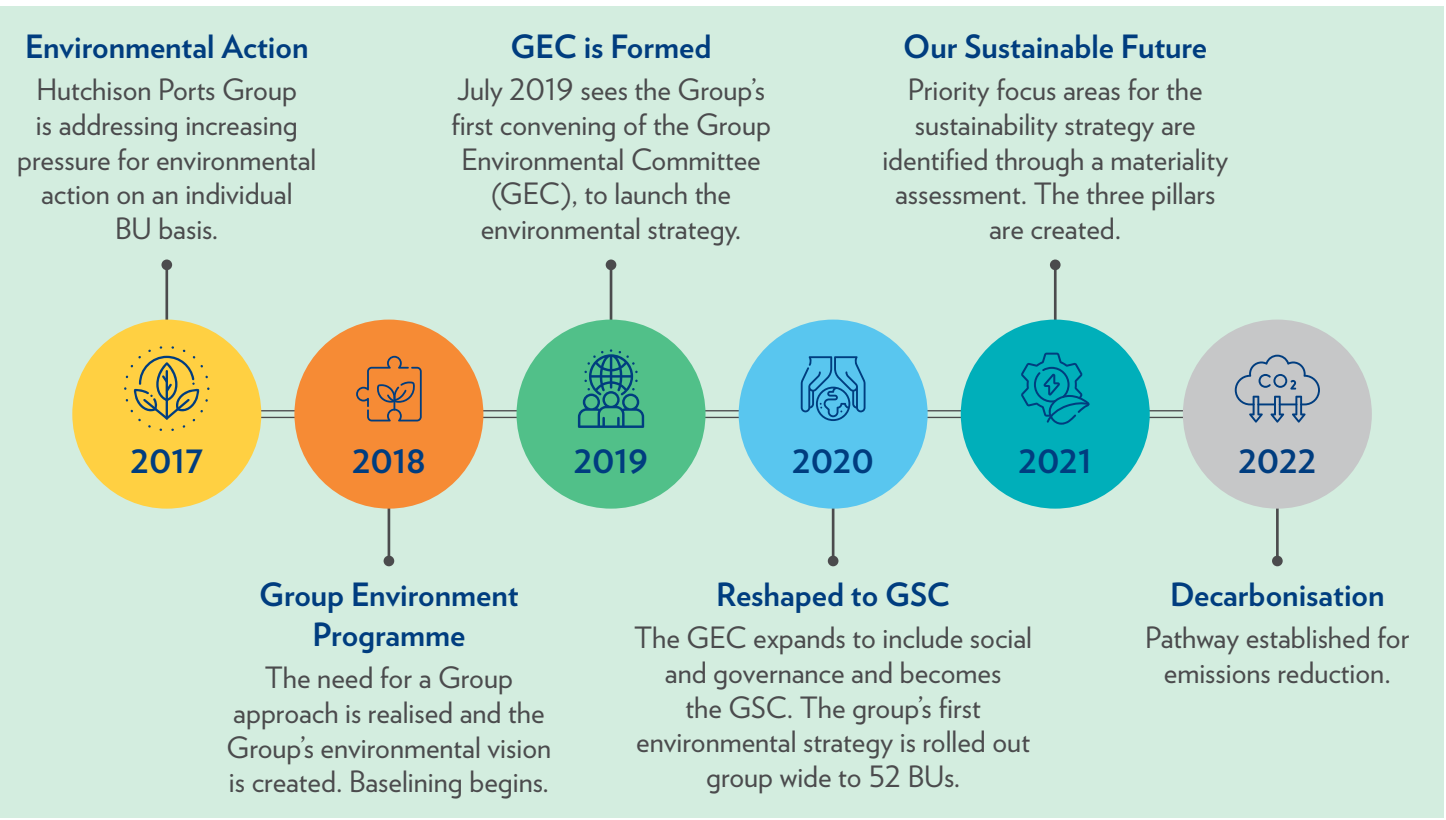 Environmental Action
Hutchison Ports Group
is addressing increasing
pressure for environmental
action on an individual
BU basis.
GEC is Formed
July 2019 sees the Group's
first convening of the Group
Environmental Committee
(GEC), to launch the
environmental strategy.
Our Sustainable Future
Priority focus areas for the
sustainability strategy are
identified through a materiality
assessment. The three pillars
are created.
2017
2018
2019
2020
2021
CO₂
2022
Group Environment
Programme
The need for a Group
approach is realised and the
Group's environmental vision
is created. Baselining begins.
Reshaped to GSC
The GEC expands to include social
and governance and becomes
the GSC. The group's first
environmental strategy is rolled out
group wide to 52 BUs.
Decarbonisation
Pathway established for
emissions reduction.